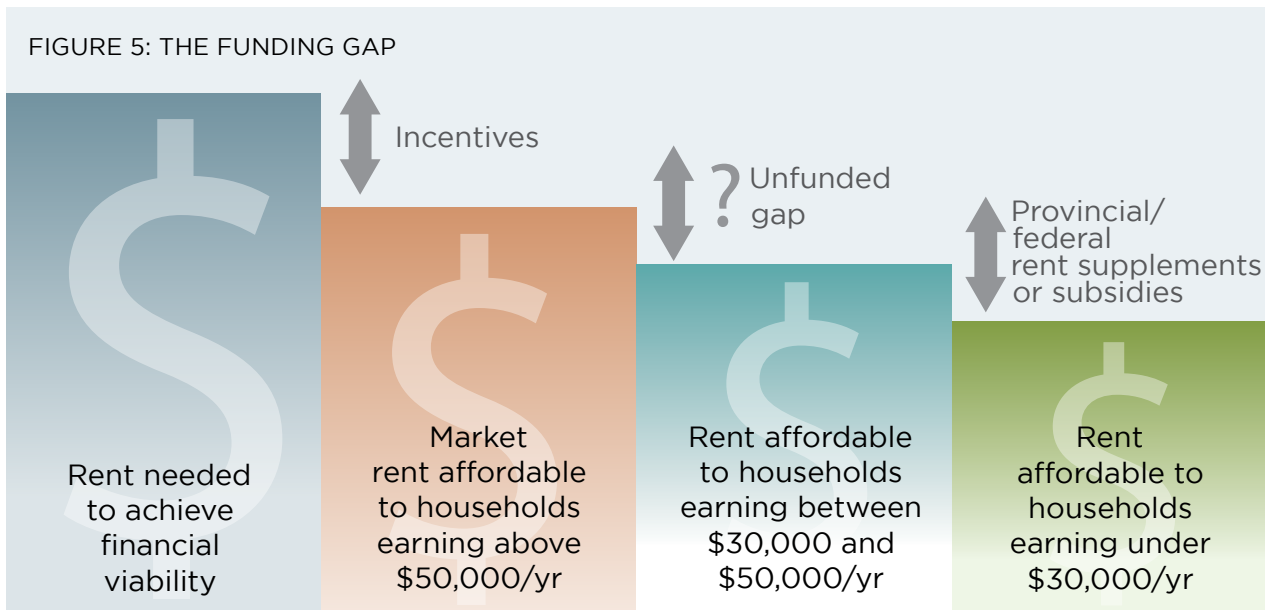 FIGURE 5: THE FUNDING GAP
Incentives
? Unfunded
gap
Provincial/
federal
rent supplements
or subsidies
$
Rent needed
to achieve
financial
viability
$
Market
rent affordable
to households
earning above
$50,000/yr
$
Rent affordable
to households
earning between
$30,000 and
$50,000/yr
$
Rent
affordable to
households
earning under
$30,000/yr